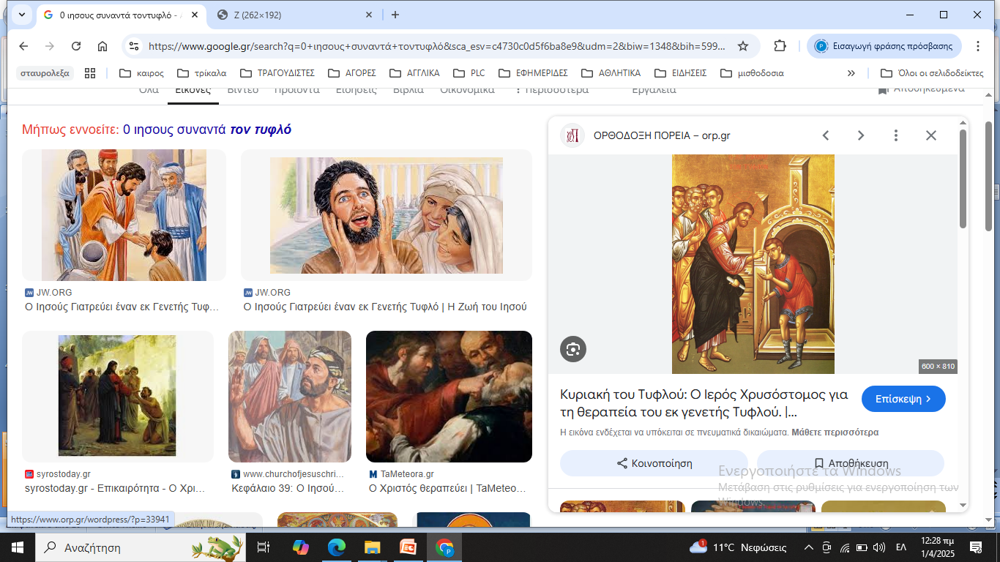 0 ιησους συναντά τοντυφλό -
Z (262×192)
https://www.google.gr/search?q=0+ιησους+συναντά+τοντυφλό&sca_esv=c4730c0d5f6ba8e9&udm=2&biw=1348&bih=599...
Εισαγωγή φράσης πρόσβασης
σταυρολεξα
καιρος
τρίκαλα
ΤΡΑΓΟΥΔΙΣΤΕΣ
ΑΓΟΡΕΣ
ΑΓΓΛΙΚΑ
PLC
ΕΦΗΜΕΡΙΔΕΣ
ΑΘΛΗΤΙΚΑ
ΕΙΔΗΣΕΙΣ
μισθοδοσια
Όλοι οι σελιδοδείκτες
Όλα
Εικόνες
Βίντεο
Προϊόντα
Ειδήσεις
Βιβλία
Οικονομικά
Περισσότερα
Εργαλεία
Αποθηκευμένα
Μήπως εννοείτε: 0 ιησους συναντά τον τυφλό
JW.ORG
Ο Ιησούς Γιατρεύει έναν εκ Γενετής Τυφ...
JW.ORG
Ο Ιησούς Γιατρεύει έναν εκ Γενετής Τυφλό | Η Ζωή του Ιησού
syrostoday.gr
syrostoday.gr - Επικαιρότητα - Ο Χρι...
www.churchofjesuschri...
Κεφάλαιο 39: Ο Ιησού...
TaMeteora.gr
Ο Χριστός θεραπεύει | TaMeteo...
ΟΡΘΟΔΟΞΗ ΠΟΡΕΙΑ – orp.gr
600 × 810
Κυριακή του Τυφλού: Ο Ιερός Χρυσόστομος για
τη θεραπεία του εκ γενετής Τυφλού. |...
Επίσκεψη
Η εικόνα ενδέχεται να υπόκειται σε πνευματικά δικαιώματα. Μάθετε περισσότερα
Κοινοποίηση
Αποθήκευση
Ενεργοποιήστε τα Windows
Μετάβαση στις ρυθμίσεις για ενεργοποίηση των
Windows.
https://www.orp.gr/wordpress/?p=33941
Αναζήτηση
1
11°C Νεφώσεις
ΕΛ
12:28 πμ
1/4/2025